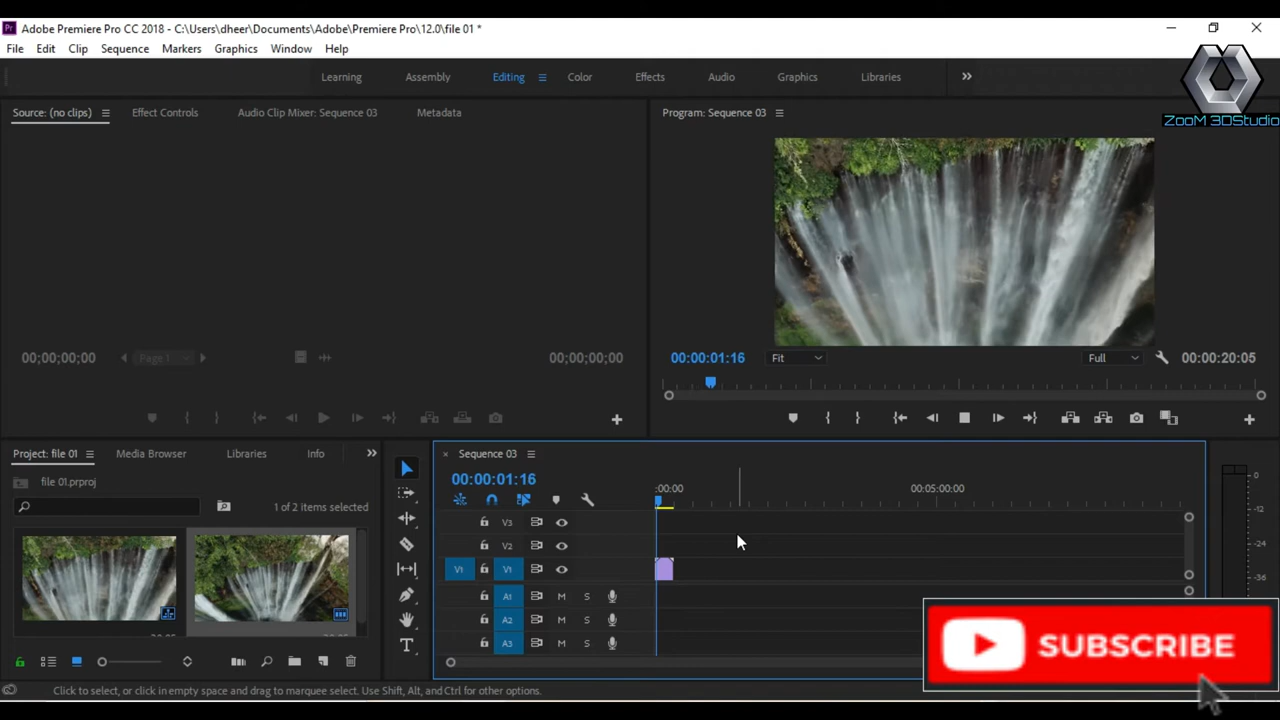 Adobe Premiere Pro CC 2018 - C:\Users\dheer\Documents\Adobe\Premiere Pro\12.0\file 01 *
File Edit Clip Sequence Markers Graphics Window Help
Learning Assembly Editing Color Effects Audio Graphics Libraries
ZooM 3DStudio
Source: (no clips) Effect Controls Audio Clip Mixer: Sequence 03 Metadata
Program: Sequence 03
00;00;00;00 Page 1 00;00;00;00
00:00:01:16 Fit Full 00:00:20:05
Project: file 01 Media Browser Libraries Info
file 01.prproj
1 of 2 items selected
Sequence 03
00:00:01:16
:00:00 00:05:00:00
V3
V2
V1 V1
A1 M S
A2 M S
A3 M S
0
-12
-24
-36
SUBSCRIBE
Click to select, or click in empty space and drag to marquee select. Use Shift, Alt, and Ctrl for other options.